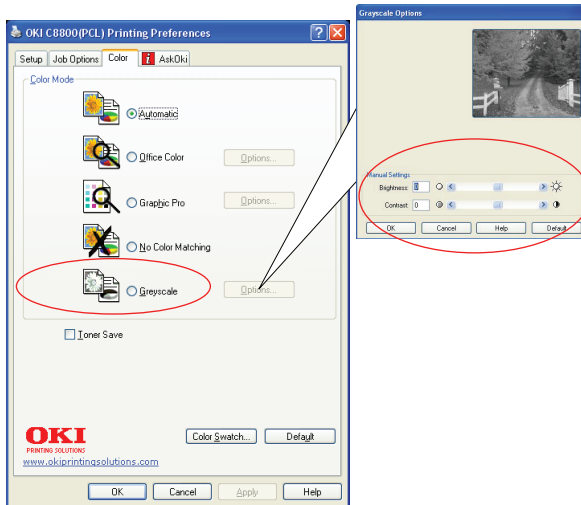 OKI C8800(PCL) Printing Preferences
Setup Job Options Color AskOki
Color Mode
Automatic
Office Color Options...
Graphic Pro Options...
No Color Matching
Greyscale Options...
Toner Save
OKI
PRINTING SOLUTIONS
Color Swatch... Default
www.okiprintingsolutions.com
OK Cancel Apply Help
Grayscale Options
Manual Settings
Brightness: 0
Contrast: 0
OK Cancel Help Default